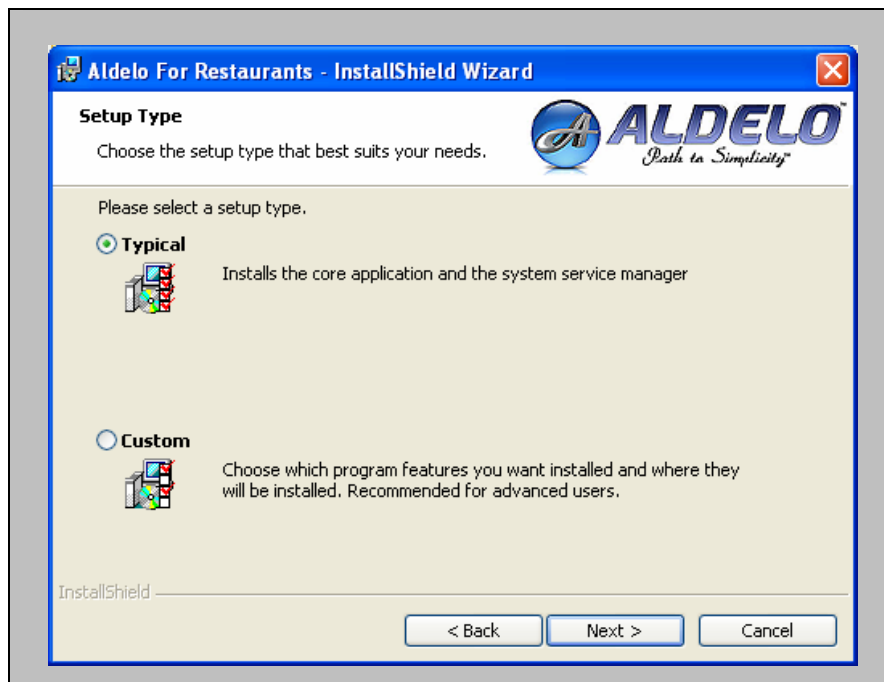 Aldelo For Restaurants - InstallShield Wizard
Setup Type
Choose the setup type that best suits your needs.
A ALDELO™
Path to Simplicity™
Please select a setup type.
Typical
Installs the core application and the system service manager
Custom
Choose which program features you want installed and where they
will be installed. Recommended for advanced users.
InstallShield
< Back
Next >
Cancel